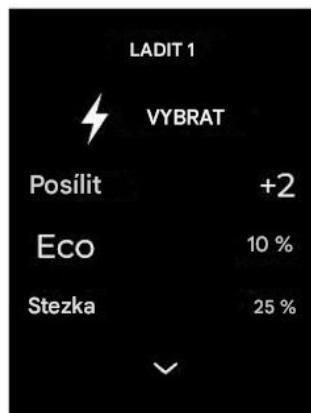 LADIT 1
VYBRAT
Posílit +2
Eco 10 %
Stezka 25 %